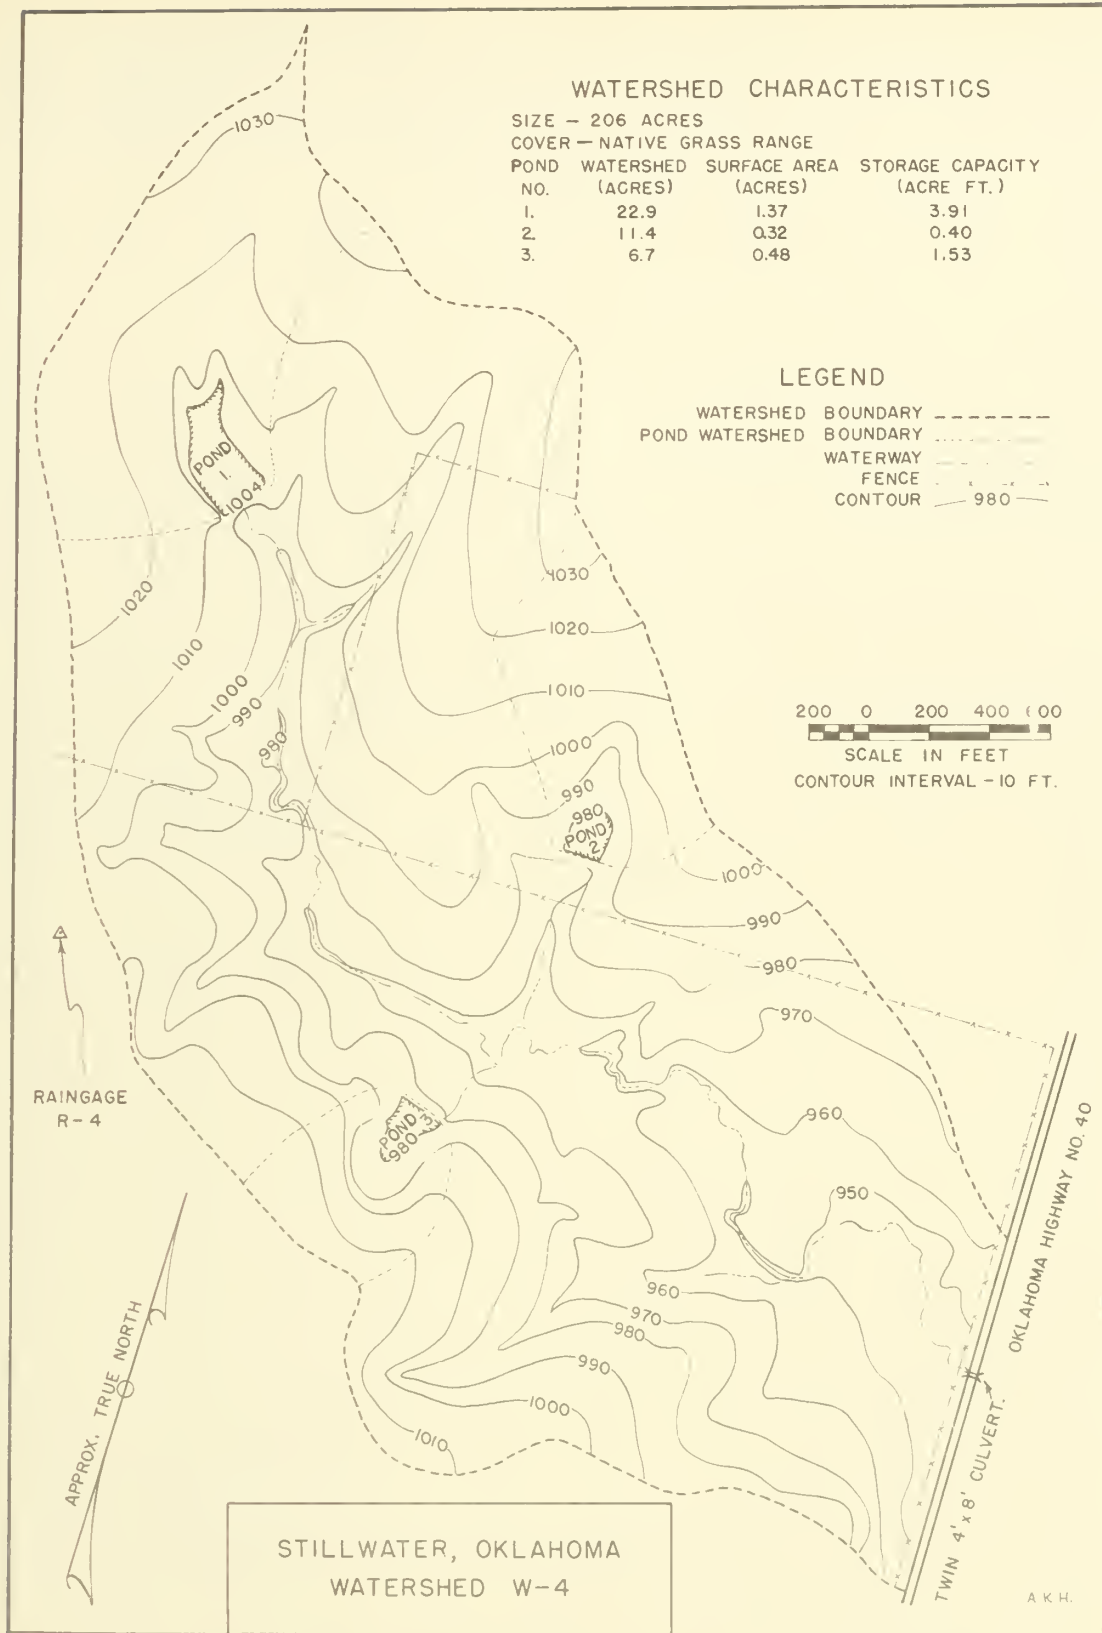 WATERSHED CHARACTERISTICS
SIZE - 206 ACRES
COVER - NATIVE GRASS RANGE
POND WATERSHED SURFACE AREA STORAGE CAPACITY
NO. (ACRES) (ACRES) (ACRE FT.)
1. 22.9 1.37 3.91
2. 11.4 0.32 0.40
3. 6.7 0.48 1.53
LEGEND
WATERSHED BOUNDARY
POND WATERSHED BOUNDARY
WATERWAY
FENCE
CONTOUR 980
1030
POND
1.
1004
1030
1020
1020
1010
1010
1000
990
980
1000
990
980
POND
2
200 0 200 400 600
SCALE IN FEET
CONTOUR INTERVAL - 10 FT.
1000
990
980
970
RAINGAGE
R-4
POND 3
980
960
950
OKLAHOMA HIGHWAY NO. 40
960
970
980
990
1000
1010
APPROX. TRUE NORTH
TWIN 4' x 8' CULVERT.
STILLWATER, OKLAHOMA
WATERSHED W-4
A K H.